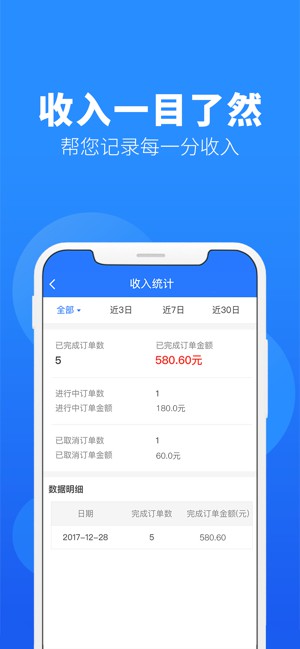 收入一目了然
帮您记录每一分收入
收入统计
全部 近3日 近7日 近30日
已完成订单数 已完成订单金额
5 580.60元
进行中订单数 1
进行中订单金额 180.0元
已取消订单数 1
已取消订单金额 60.0元
数据明细
日期 完成订单数 完成订单金额(元)
2017-12-28 5 580.60